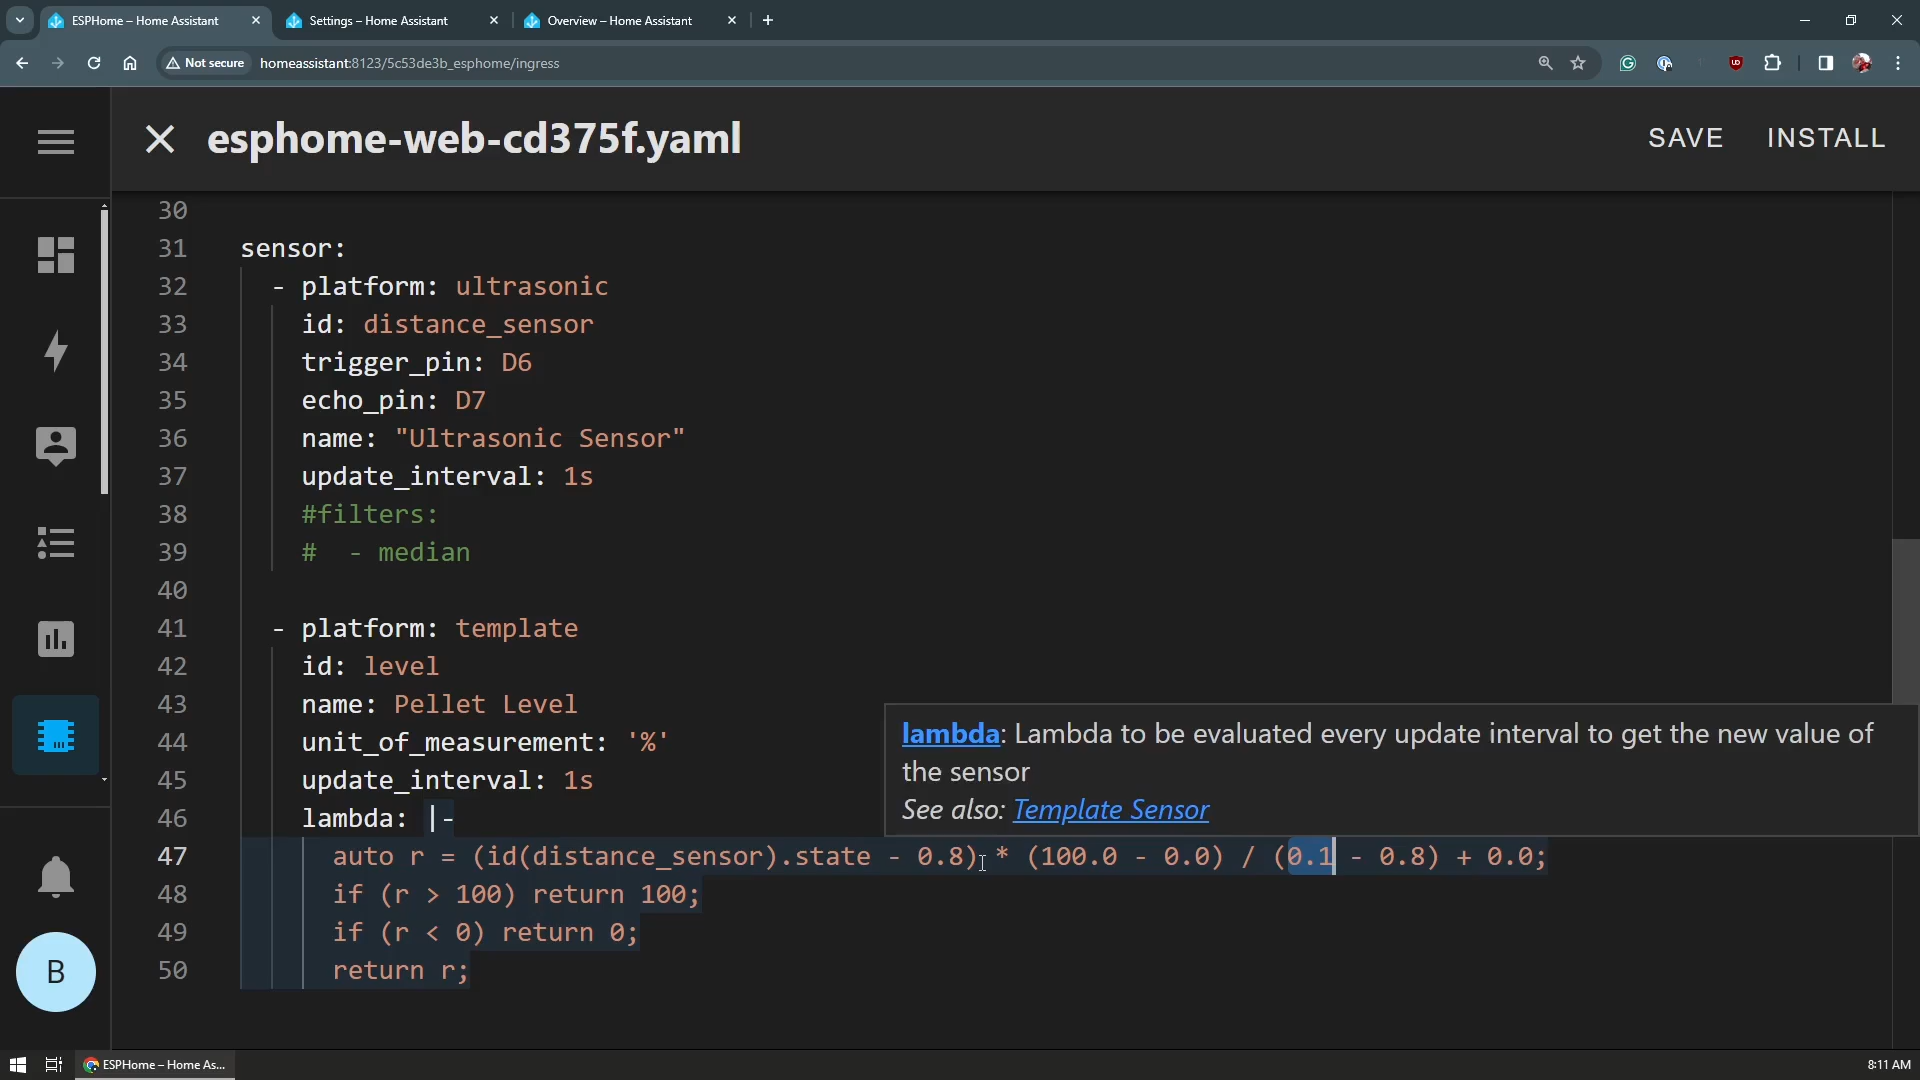 ESPHome – Home Assistant
Settings – Home Assistant
Overview – Home Assistant
Not secure
homeassistant:8123/5c53de3b_esphome/ingress
esphome-web-cd375f.yaml
SAVE
INSTALL
30
31 sensor:
32 - platform: ultrasonic
33 id: distance_sensor
34 trigger_pin: D6
35 echo_pin: D7
36 name: "Ultrasonic Sensor"
37 update_interval: 1s
38 #filters:
39 # - median
40
41 - platform: template
42 id: level
43 name: Pellet Level
44 unit_of_measurement: '%'
45 update_interval: 1s
46 lambda: |-
47 auto r = (id(distance_sensor).state - 0.8) * (100.0 - 0.0) / (0.1 - 0.8) + 0.0;
48 if (r > 100) return 100;
49 if (r < 0) return 0;
50 return r;
lambda: Lambda to be evaluated every update interval to get the new value of
the sensor
See also: Template Sensor
B
ESPHome – Home As...
8:11 AM